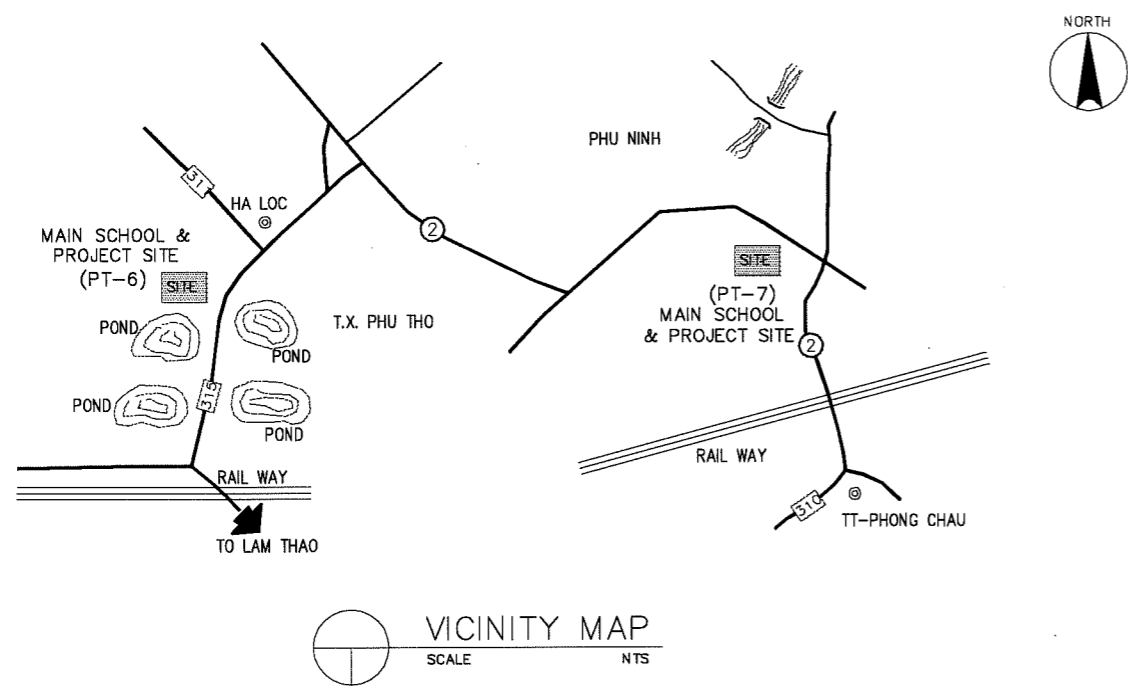 NORTH
PHU NINH
311
HA LOC
MAIN SCHOOL &
PROJECT SITE
(PT-6)
SITE
2
SITE
(PT-7)
MAIN SCHOOL
& PROJECT SITE
2
POND
T.X. PHU THO
POND
315
POND
POND
RAIL WAY
RAIL WAY
310
TT-PHONG CHAU
TO LAM THAO
VICINITY MAP
SCALE NTS